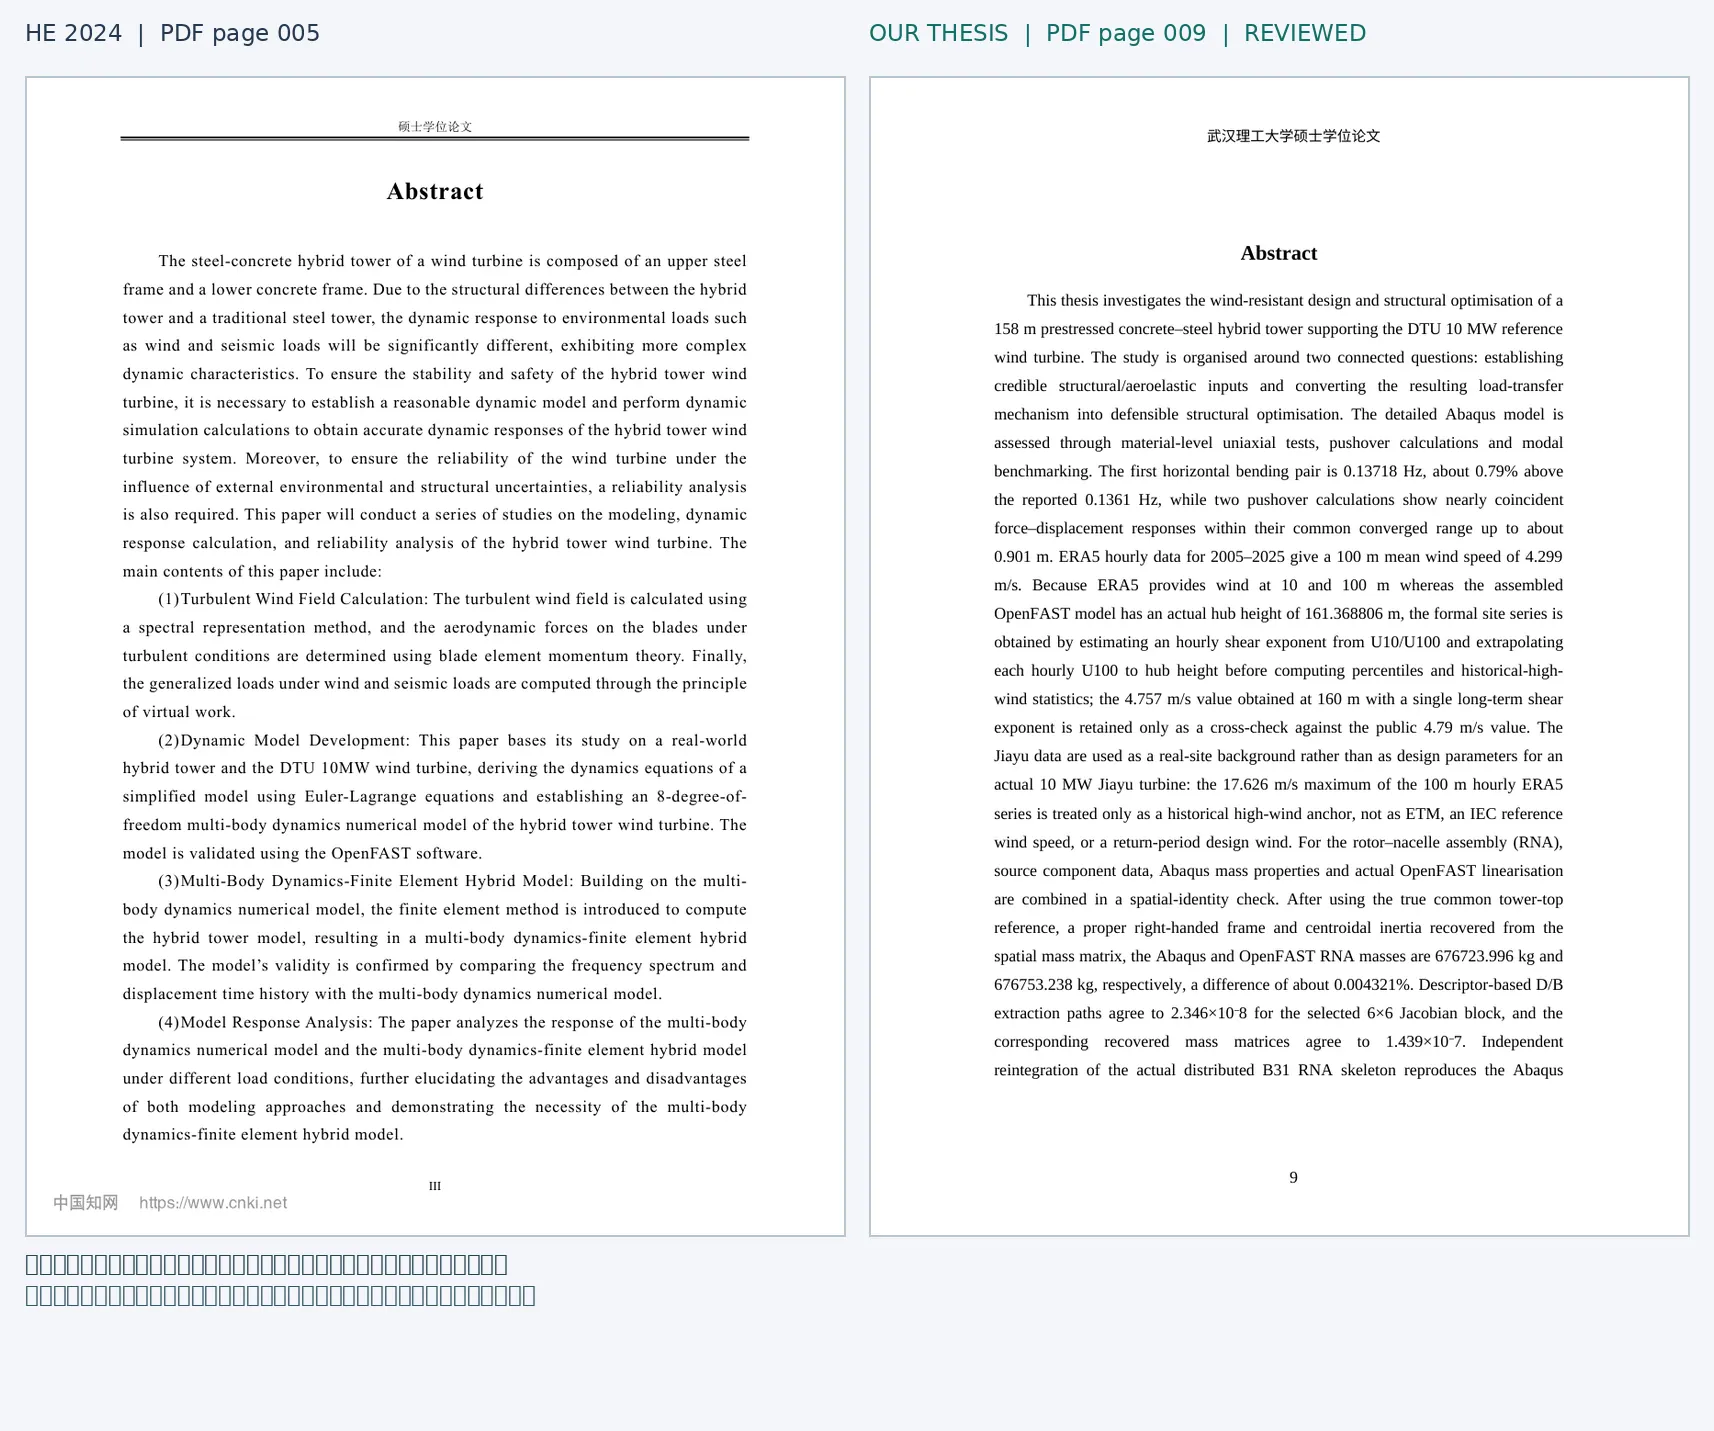 HE 2024 | PDF page 005
硕士学位论文
Abstract
The steel-concrete hybrid tower of a wind turbine is composed of an upper steel
frame and a lower concrete frame. Due to the structural differences between the hybrid
tower and a traditional steel tower, the dynamic response to environmental loads such
as wind and seismic loads will be significantly different, exhibiting more complex
dynamic characteristics. To ensure the stability and safety of the hybrid tower wind
turbine, it is necessary to establish a reasonable dynamic model and perform dynamic
simulation calculations to obtain accurate dynamic responses of the hybrid tower wind
turbine system. Moreover, to ensure the reliability of the wind turbine under the
influence of external environmental and structural uncertainties, a reliability analysis
is also required. This paper will conduct a series of studies on the modeling, dynamic
response calculation, and reliability analysis of the hybrid tower wind turbine. The
main contents of this paper include:
(1)Turbulent Wind Field Calculation: The turbulent wind field is calculated using
a spectral representation method, and the aerodynamic forces on the blades under
turbulent conditions are determined using blade element momentum theory. Finally,
the generalized loads under wind and seismic loads are computed through the principle
of virtual work.
(2)Dynamic Model Development: This paper bases its study on a real-world
hybrid tower and the DTU 10MW wind turbine, deriving the dynamics equations of a
simplified model using Euler-Lagrange equations and establishing an 8-degree-of-
freedom multi-body dynamics numerical model of the hybrid tower wind turbine. The
model is validated using the OpenFAST software.
(3)Multi-Body Dynamics-Finite Element Hybrid Model: Building on the multi-
body dynamics numerical model, the finite element method is introduced to compute
the hybrid tower model, resulting in a multi-body dynamics-finite element hybrid
model. The model’s validity is confirmed by comparing the frequency spectrum and
displacement time history with the multi-body dynamics numerical model.
(4)Model Response Analysis: The paper analyzes the response of the multi-body
dynamics numerical model and the multi-body dynamics-finite element hybrid model
under different load conditions, further elucidating the advantages and disadvantages
of both modeling approaches and demonstrating the necessity of the multi-body
dynamics-finite element hybrid model.
III
中国知网 https://www.cnki.net
OUR THESIS | PDF page 009 | REVIEWED
武汉理工大学硕士学位论文
Abstract
This thesis investigates the wind-resistant design and structural optimisation of a
158 m prestressed concrete–steel hybrid tower supporting the DTU 10 MW reference
wind turbine. The study is organised around two connected questions: establishing
credible structural/aeroelastic inputs and converting the resulting load-transfer
mechanism into defensible structural optimisation. The detailed Abaqus model is
assessed through material-level uniaxial tests, pushover calculations and modal
benchmarking. The first horizontal bending pair is 0.13718 Hz, about 0.79% above
the reported 0.1361 Hz, while two pushover calculations show nearly coincident
force–displacement responses within their common converged range up to about
0.901 m. ERA5 hourly data for 2005–2025 give a 100 m mean wind speed of 4.299
m/s. Because ERA5 provides wind at 10 and 100 m whereas the assembled
OpenFAST model has an actual hub height of 161.368806 m, the formal site series is
obtained by estimating an hourly shear exponent from U10/U100 and extrapolating
each hourly U100 to hub height before computing percentiles and historical-high-
wind statistics; the 4.757 m/s value obtained at 160 m with a single long-term shear
exponent is retained only as a cross-check against the public 4.79 m/s value. The
Jiayu data are used as a real-site background rather than as design parameters for an
actual 10 MW Jiayu turbine: the 17.626 m/s maximum of the 100 m hourly ERA5
series is treated only as a historical high-wind anchor, not as ETM, an IEC reference
wind speed, or a return-period design wind. For the rotor–nacelle assembly (RNA),
source component data, Abaqus mass properties and actual OpenFAST linearisation
are combined in a spatial-identity check. After using the true common tower-top
reference, a proper right-handed frame and centroidal inertia recovered from the
spatial mass matrix, the Abaqus and OpenFAST RNA masses are 676723.996 kg and
676753.238 kg, respectively, a difference of about 0.004321%. Descriptor-based D/B
extraction paths agree to 2.346×10⁻8 for the selected 6×6 Jacobian block, and the
corresponding recovered mass matrices agree to 1.439×10⁻7. Independent
reintegration of the actual distributed B31 RNA skeleton reproduces the Abaqus
9